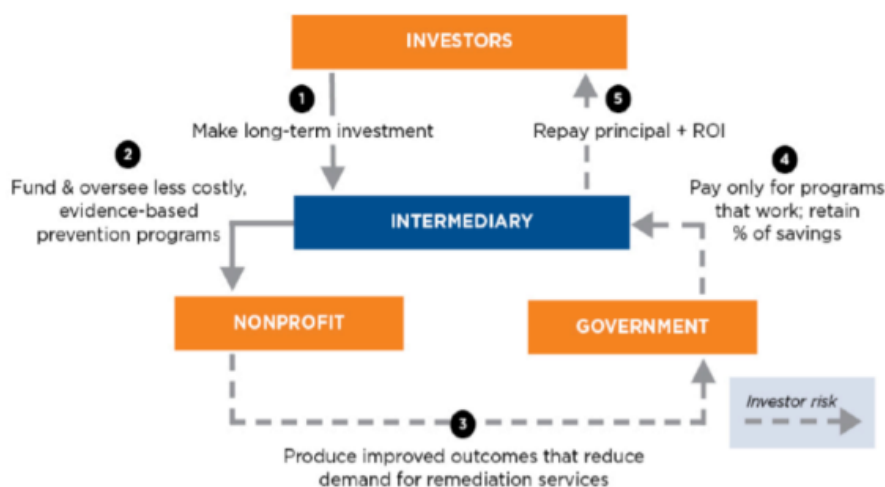 INVESTORS
1
Make long-term investment
5
Repay principal + ROI
2
Fund & oversee less costly,
evidence-based
prevention programs
4
Pay only for programs
that work; retain
% of savings
INTERMEDIARY
NONPROFIT
GOVERNMENT
Investor risk
3
Produce improved outcomes that reduce
demand for remediation services